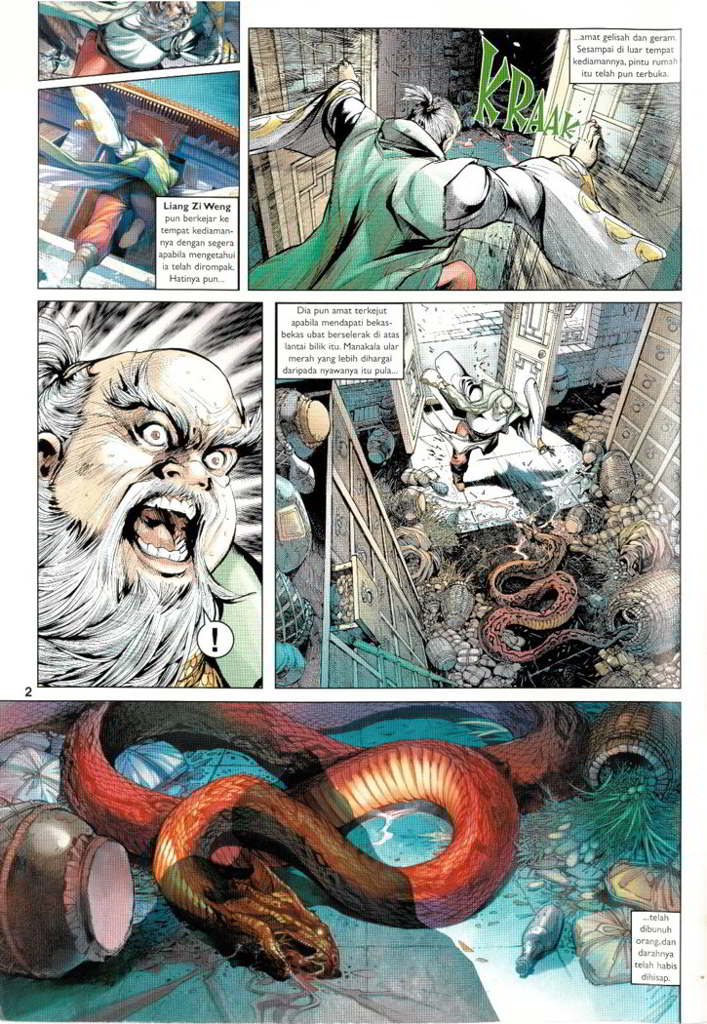 Liang Zi Weng
pun berkejar ke
tempat kediaman-
nya dengan segera
apabila mengetahui
ia telah dirompak.
Hatinya pun...
...amat gelisah dan geram.
Sesampai di luar tempat
kediamannya, pintu rumah
itu telah pun terbuka.
KRAAK
!
Dia pun amat terkejut
apabila mendapati bekas-
bekas ubat berselerak di atas
lantai bilik itu. Manakala ular
merah yang lebih dihargai
daripada nyawanya itu pula...
2
...telah
dibunuh
orang,dan
darahnya
telah habis
dihisap.